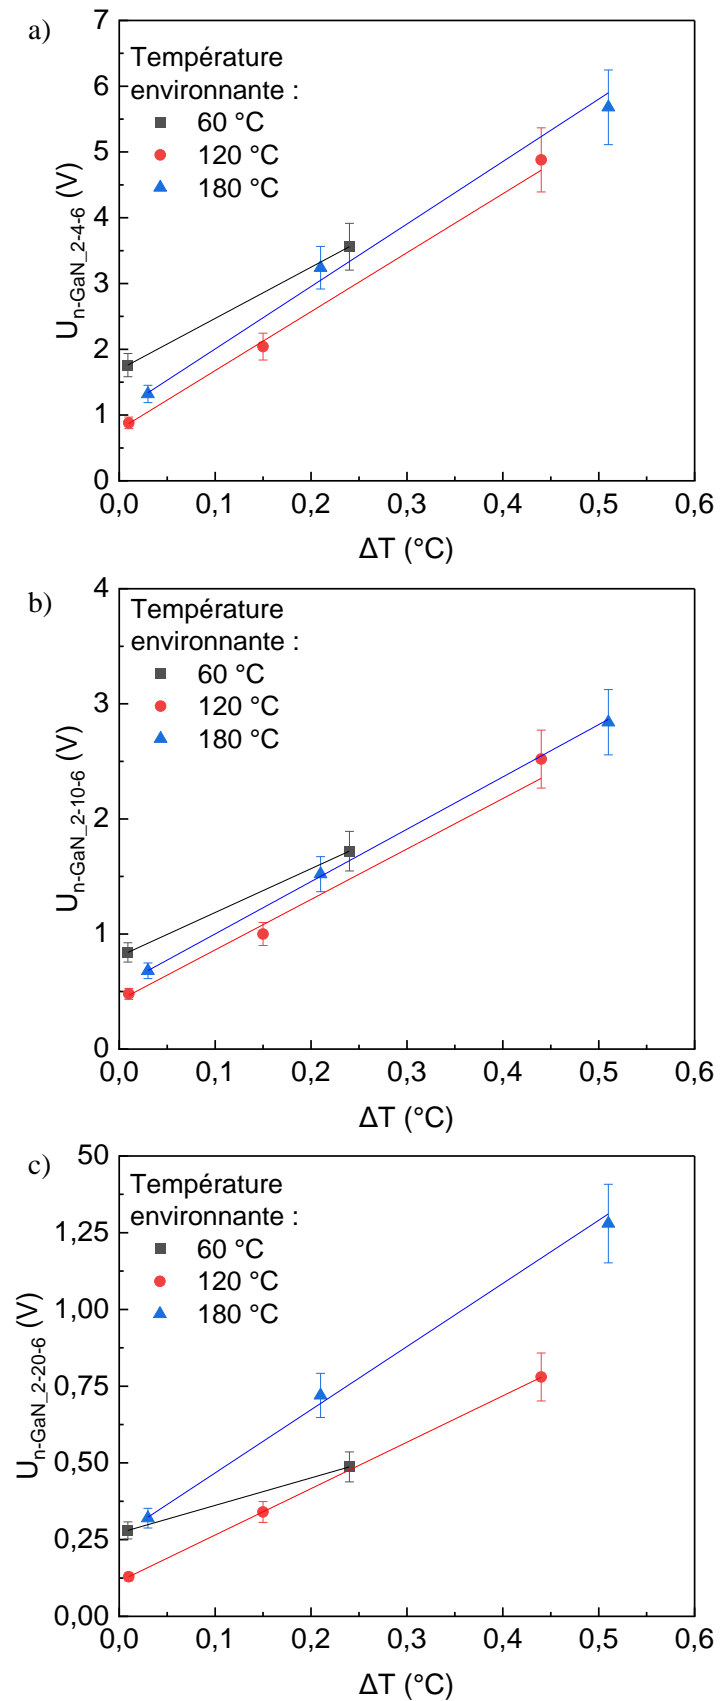 a)
7
Température
environnante :
60 °C
120 °C
180 °C
6
5
4
3
2
1
0
U_n-GaN_2-4-6 (V)
0,0 0,1 0,2 0,3 0,4 0,5 0,6
ΔT (°C)
b)
4
Température
environnante :
60 °C
120 °C
180 °C
3
2
1
0
U_n-GaN_2-10-6 (V)
0,0 0,1 0,2 0,3 0,4 0,5 0,6
ΔT (°C)
c)
50
Température
environnante :
60 °C
120 °C
180 °C
1,25
1,00
0,75
0,50
0,25
0,00
U_n-GaN_2-20-6 (V)
0,0 0,1 0,2 0,3 0,4 0,5 0,6
ΔT (°C)